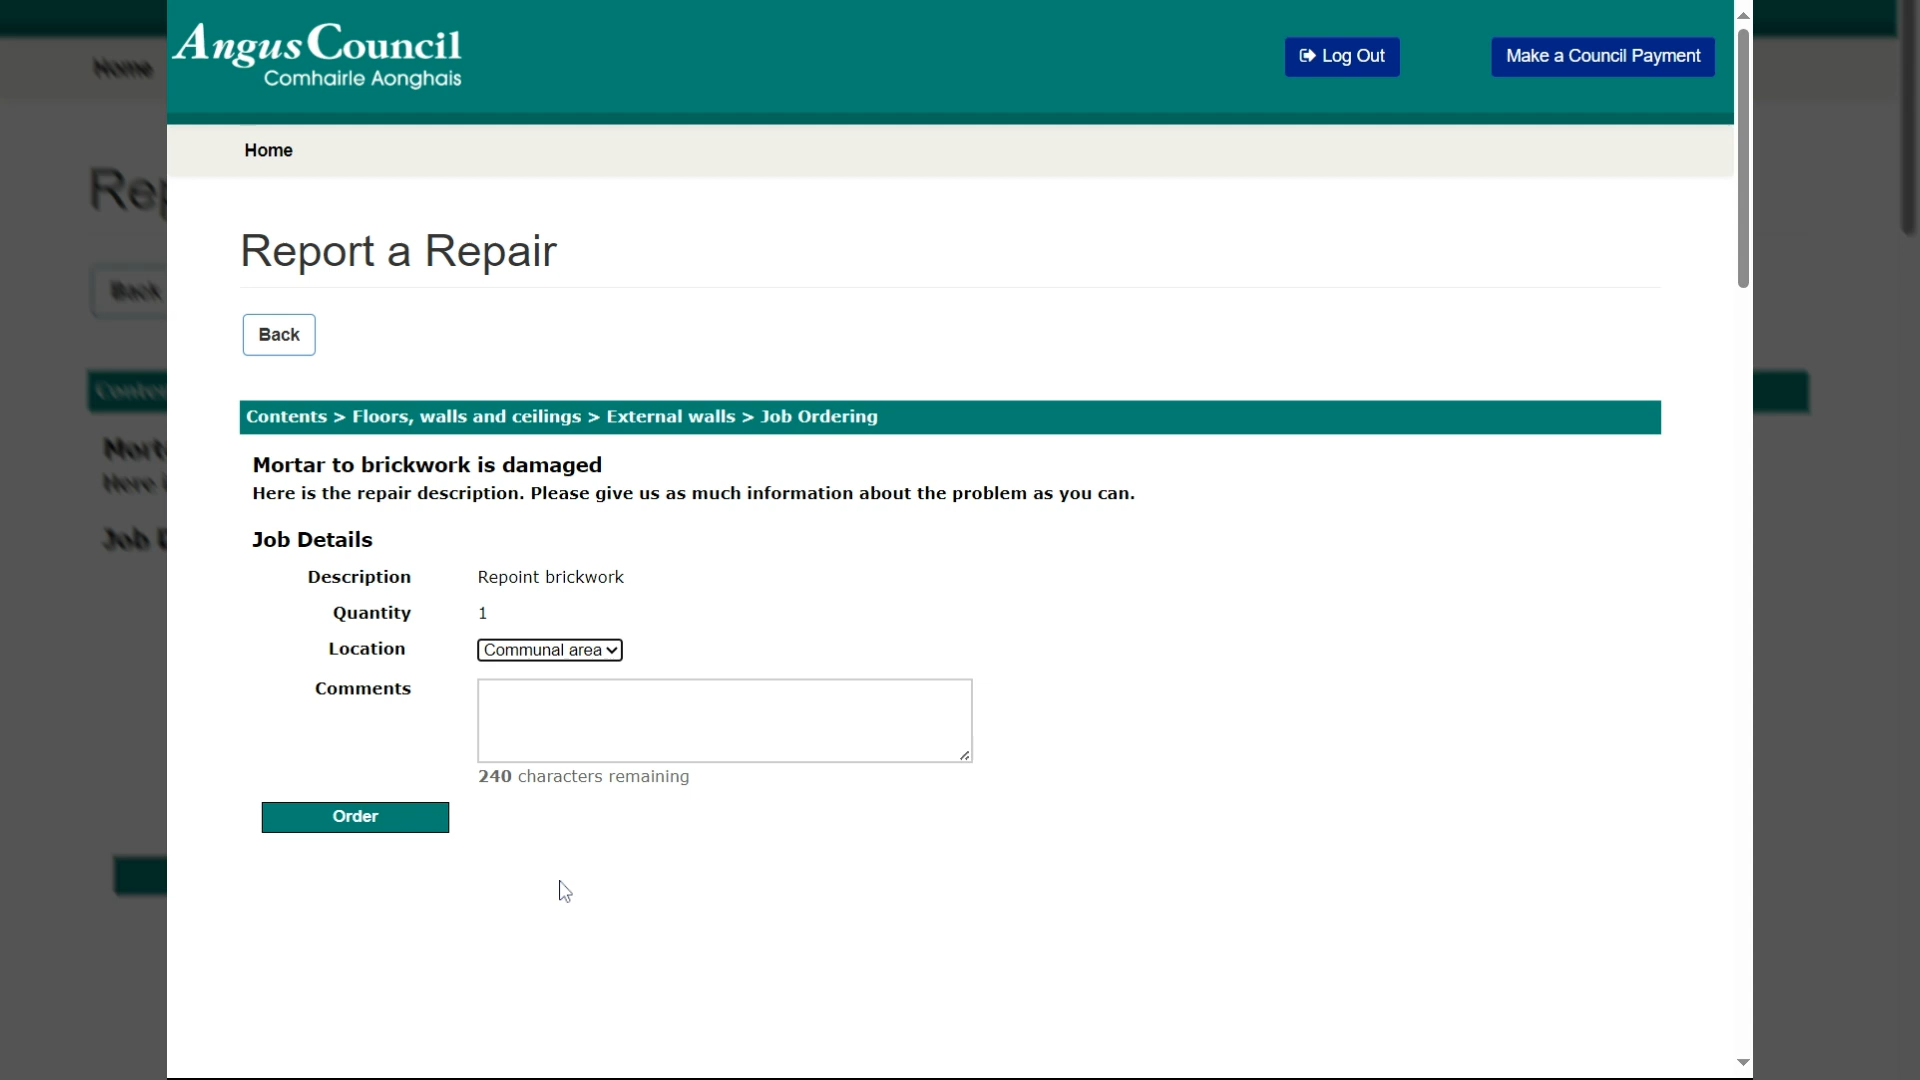 Angus Council
Comhairle Aonghais
Log Out
Make a Council Payment
Home
Home
Report a Repair
Back
Back
Contents > Floors, walls and ceilings > External walls > Job Ordering
Mortar to brickwork is damaged
Here is the repair description. Please give us as much information about the problem as you can.
Job Details
Description Repoint brickwork
Quantity 1
Location Communal area
Comments
240 characters remaining
Order